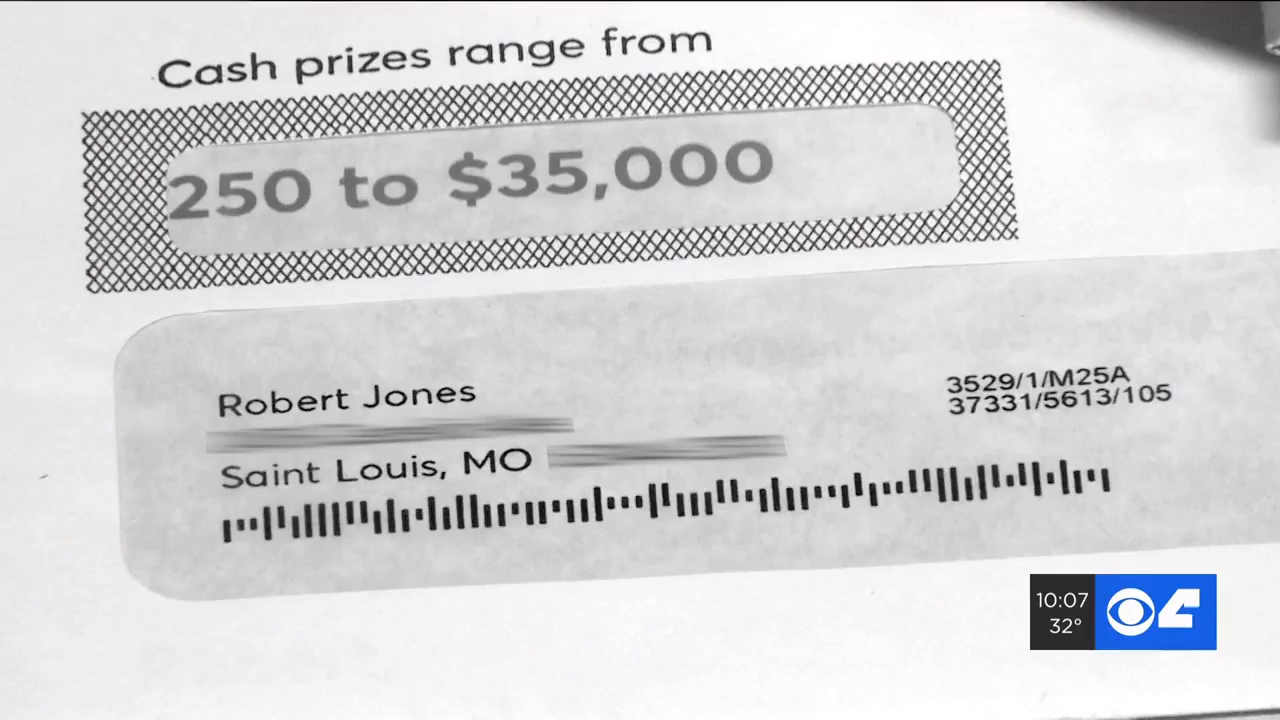 Cash prizes range from
250 to $35,000
Robert Jones
Saint Louis, MO
3529/1/M25A
37331/5613/105
10:07
32°
4